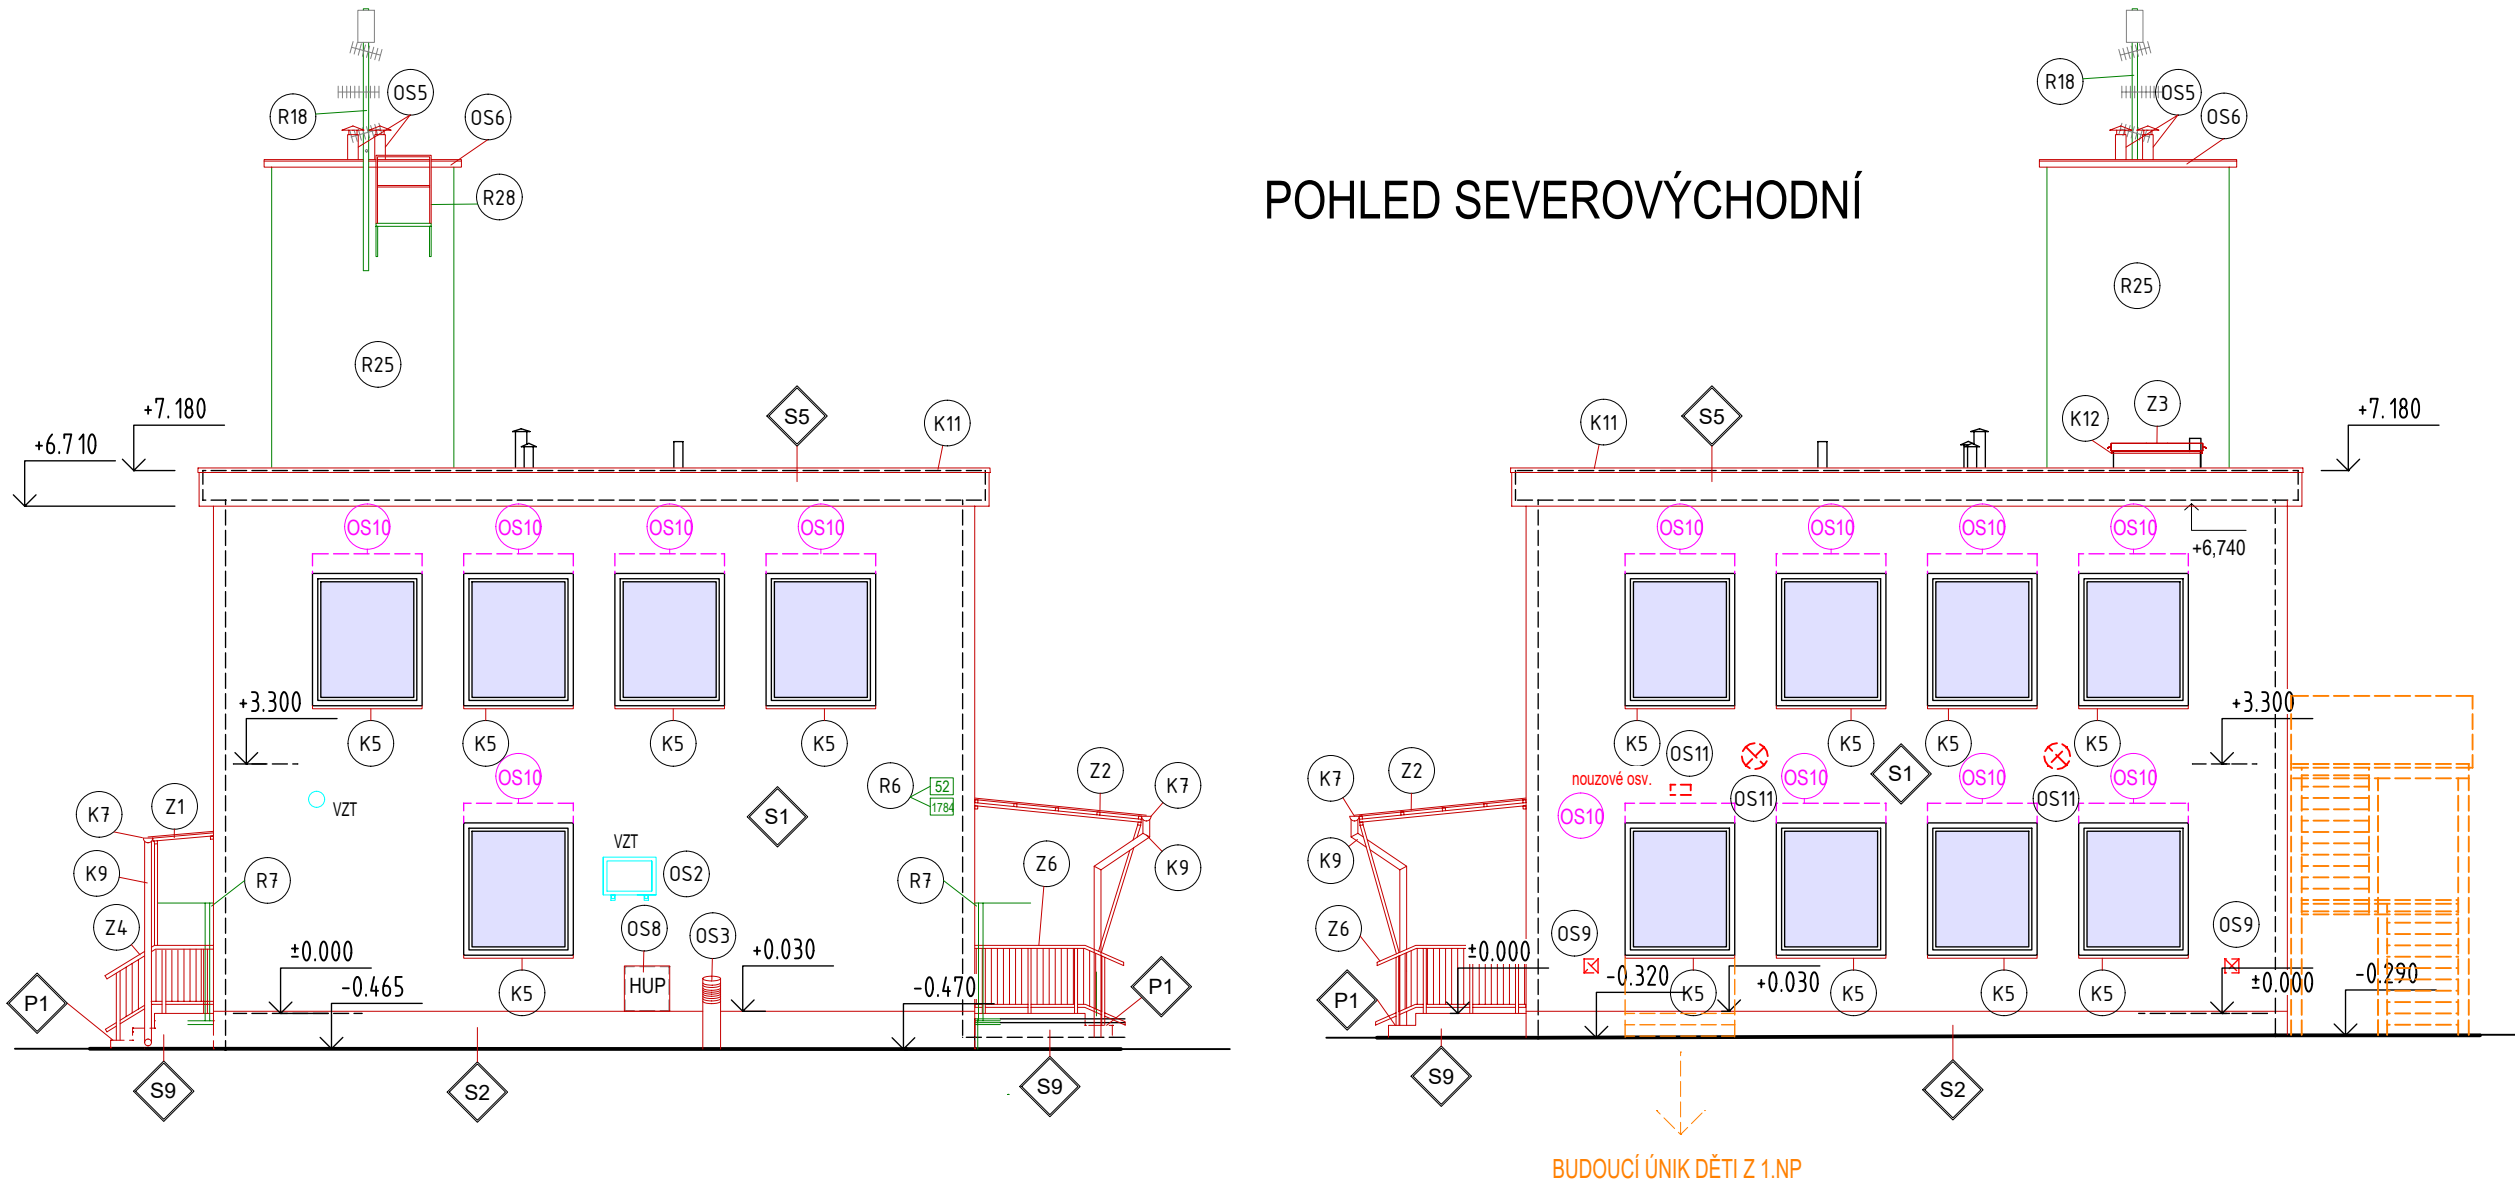 R18
OS5
OS6
R28
R25
POHLED SEVEROVÝCHODNÍ
R18
OS5
OS6
R25
+7.180
+6.710
S5
K11
K11
S5
K12
Z3
+7.180
OS10
OS10
OS10
OS10
OS10
OS10
OS10
OS10
+6,740
+3.300
K5
K5
K5
K5
K5
K5
K5
K5
+3.300
OS10
OS11
nouzové osv.
OS10
OS11
OS10
OS10
OS11
OS10
S1
VZT
K7
Z1
R6
52
1784
S1
Z2
K7
K7
Z2
VZT
OS2
K9
R7
R7
Z6
K9
K9
Z4
OS8
OS3
Z6
OS9
OS9
±0.000
+0.030
±0.000
-0.465
HUP
-0.470
K5
P1
P1
P1
-0.320
K5
+0.030
K5
K5
K5
±0.000
-0.290
S9
S2
S9
S9
S2
BUDOUCÍ ÚNIK DĚTI Z 1.NP